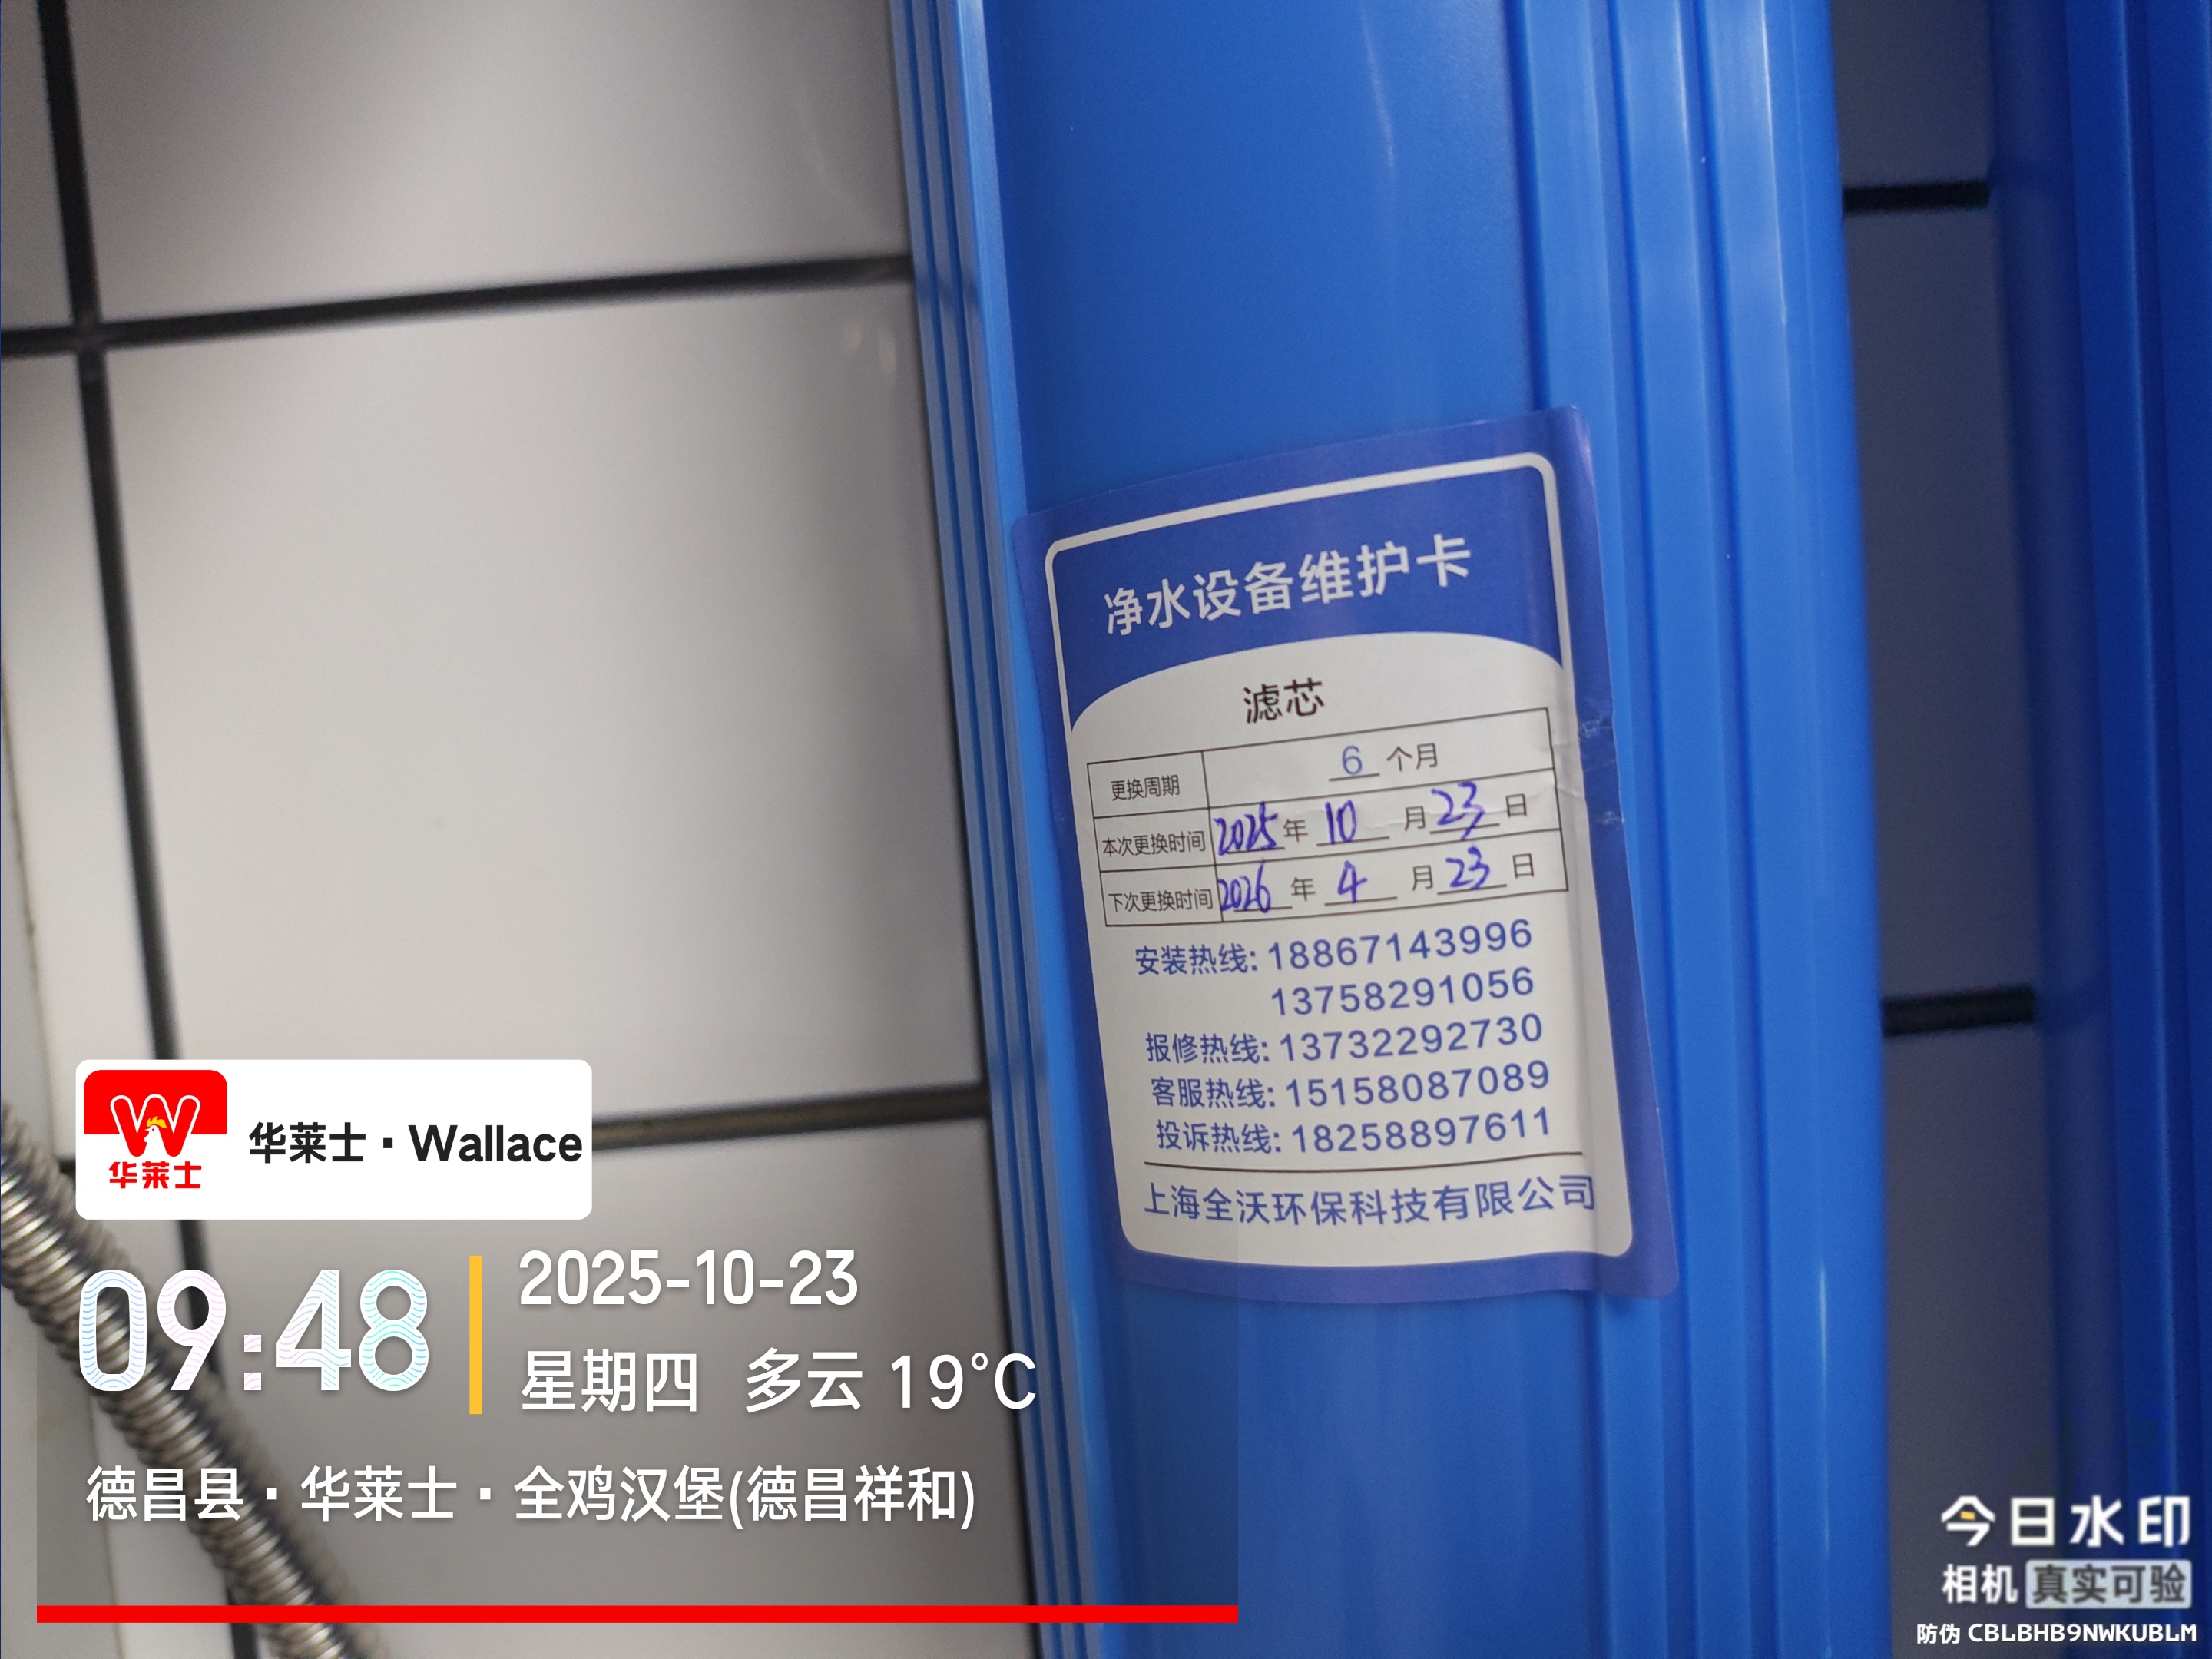 净水设备维护卡
滤芯
更换周期 6 个月
本次更换时间 2025 年 10 月 23 日
下次更换时间 2026 年 4 月 23 日
安装热线: 18867143996
13758291056
报修热线: 13732292730
客服热线: 15158087089
投诉热线: 18258897611
上海全沃环保科技有限公司
华莱士
华莱士·Wallace
09:48
2025-10-23
星期四 多云 19°C
德昌县·华莱士·全鸡汉堡(德昌祥和)
今日水印
相机 真实可验
防伪 CBLBHB9NWKUBLM